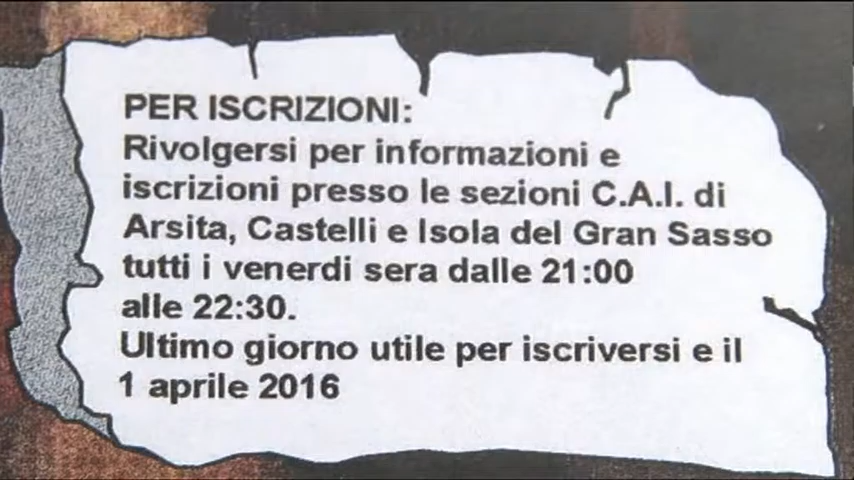 PER ISCRIZIONI:
Rivolgersi per informazioni e
iscrizioni presso le sezioni C.A.I. di
Arsita, Castelli e Isola del Gran Sasso
tutti i venerdi sera dalle 21:00
alle 22:30.
Ultimo giorno utile per iscriversi e il
1 aprile 2016